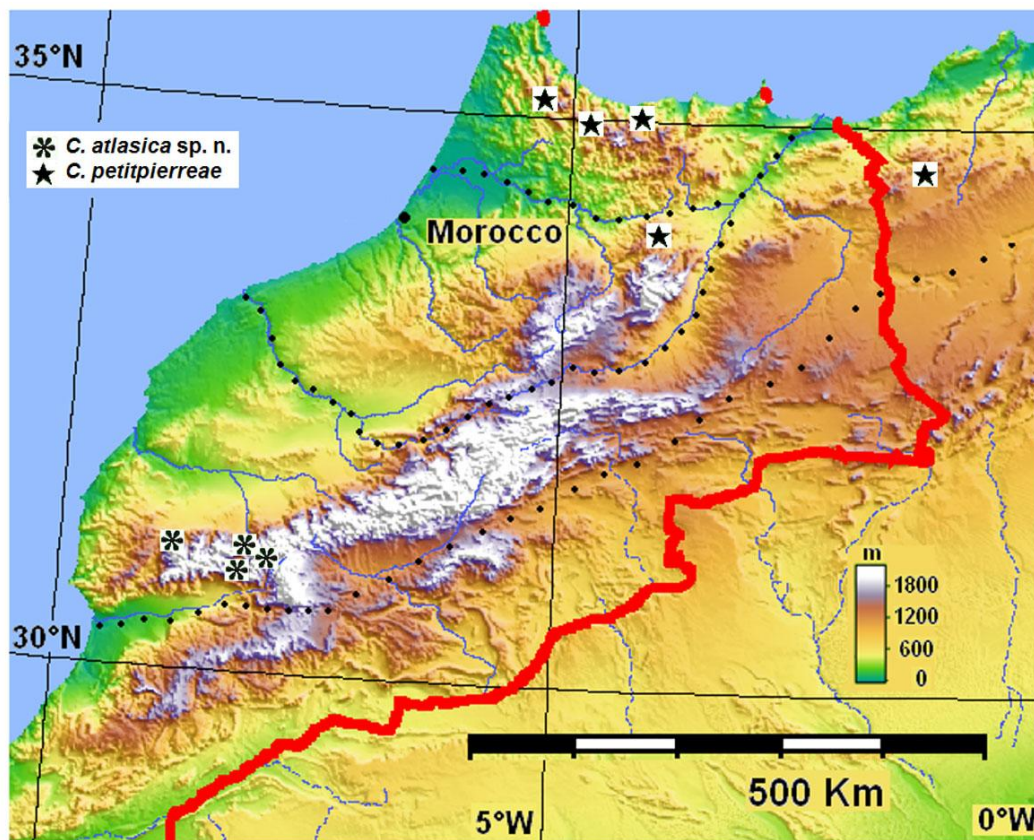 35°N
C. atlasica sp. n.
C. petitpierreae
Morocco
m
1800
1200
600
0
30°N
500 Km
5°W
0°W